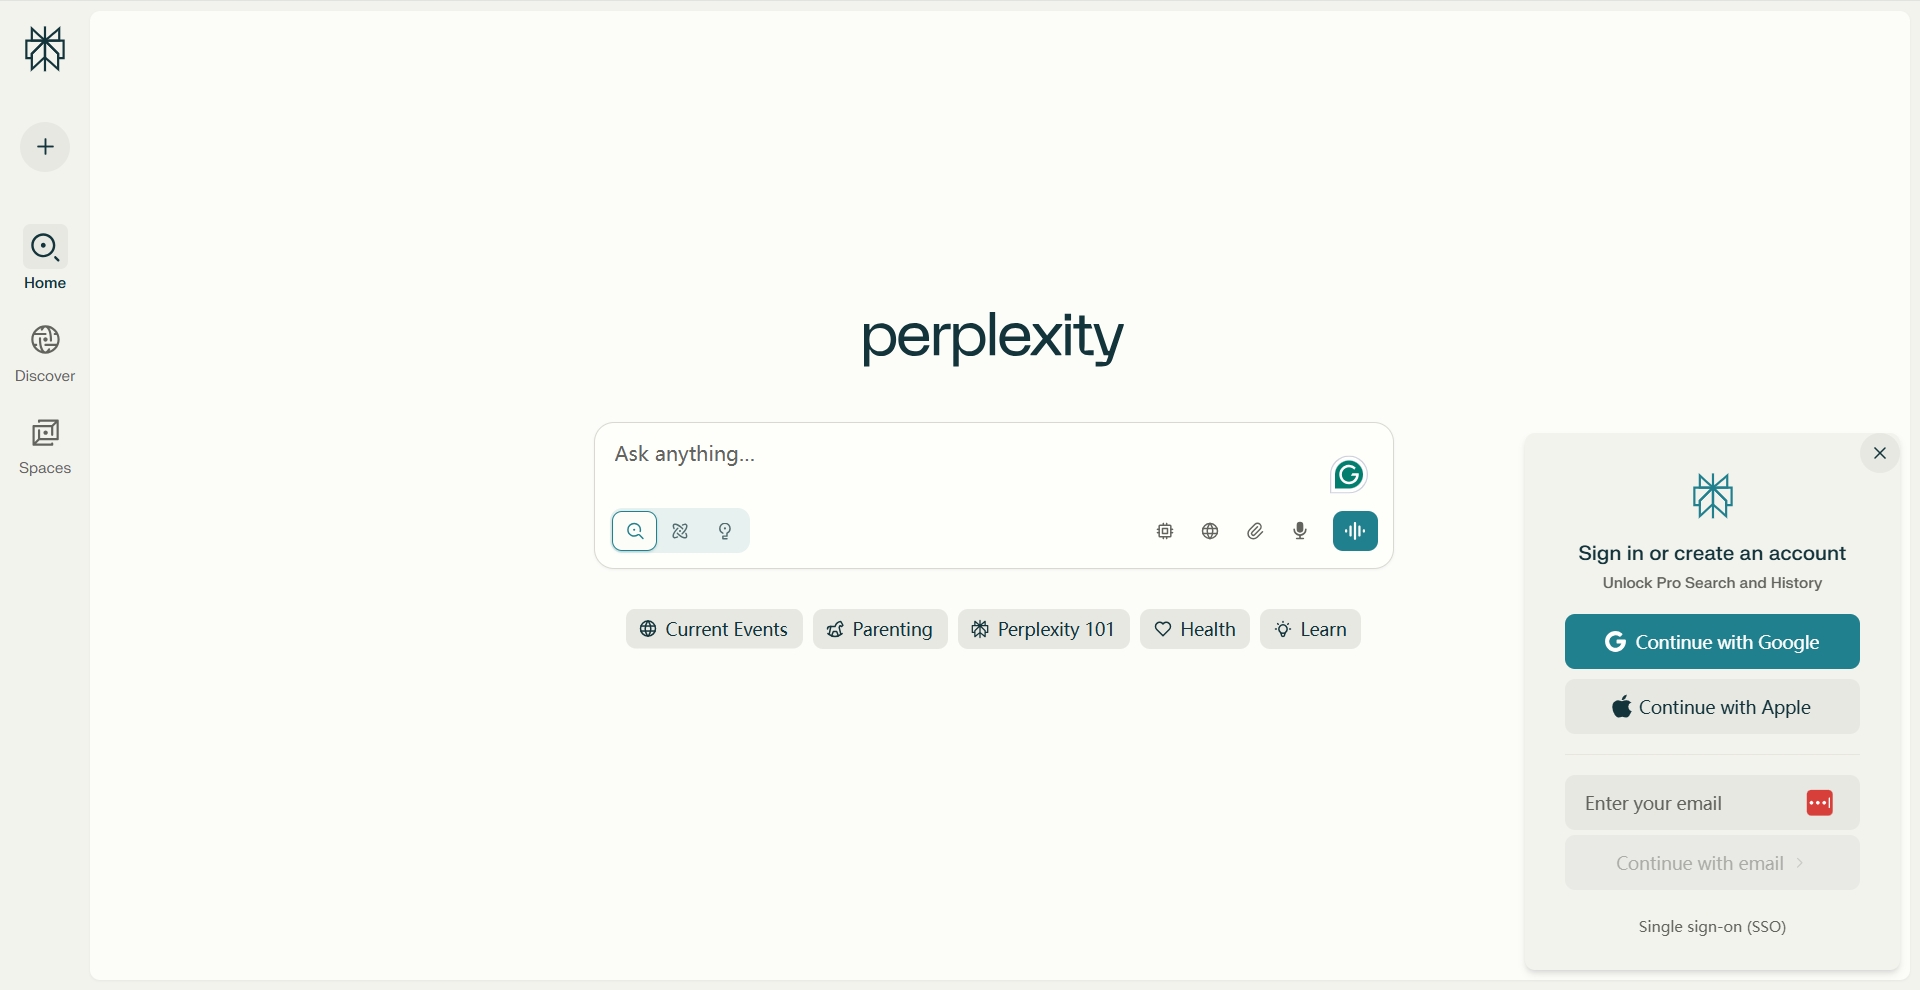 Home
Discover
Spaces
perplexity
Ask anything...
Current Events
Parenting
Perplexity 101
Health
Learn
Sign in or create an account
Unlock Pro Search and History
Continue with Google
Continue with Apple
Enter your email
Continue with email
Single sign-on (SSO)